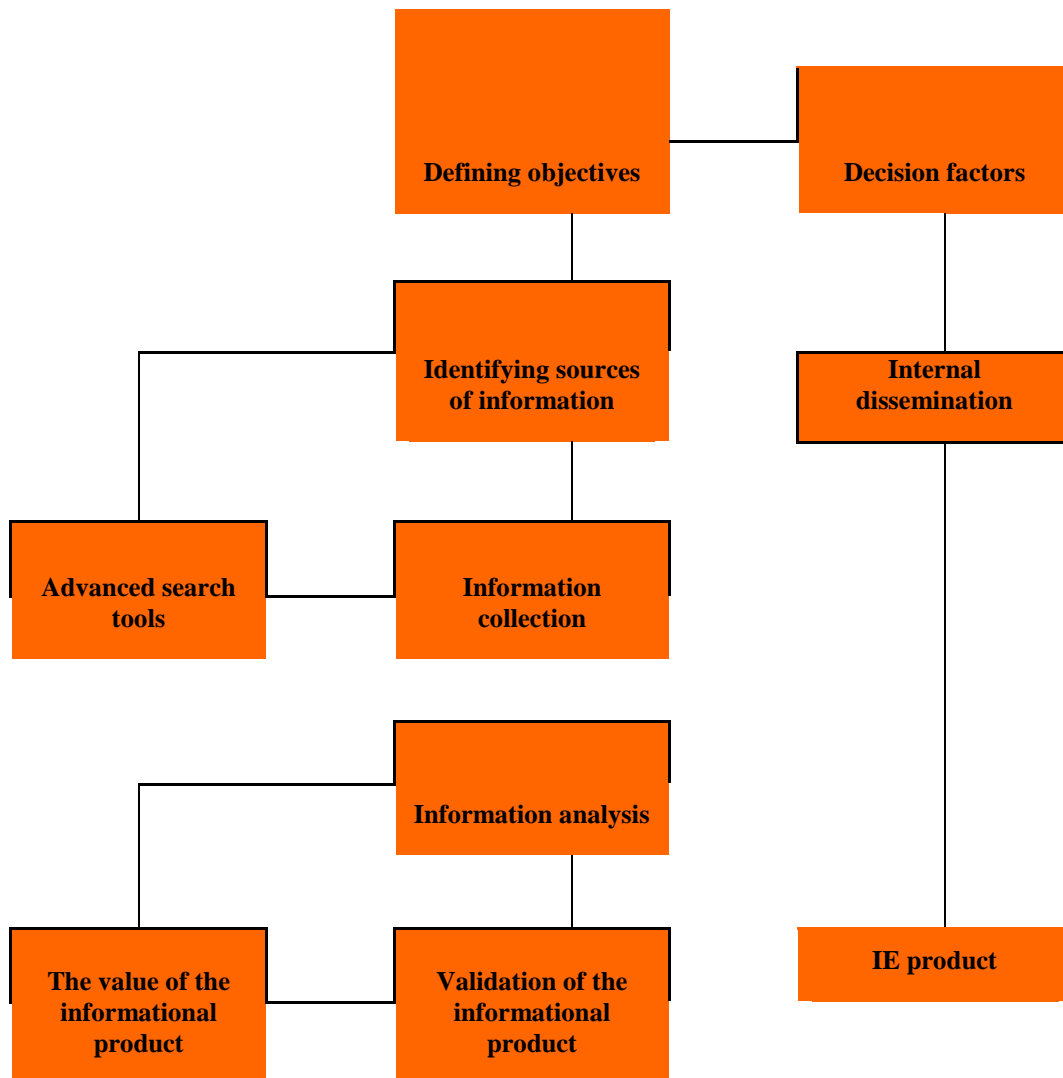 Defining objectives
Decision factors
Identifying sources
of information
Internal
dissemination
Advanced search
tools
Information
collection
Information analysis
The value of the
informational
product
Validation of the
informational
product
IE product